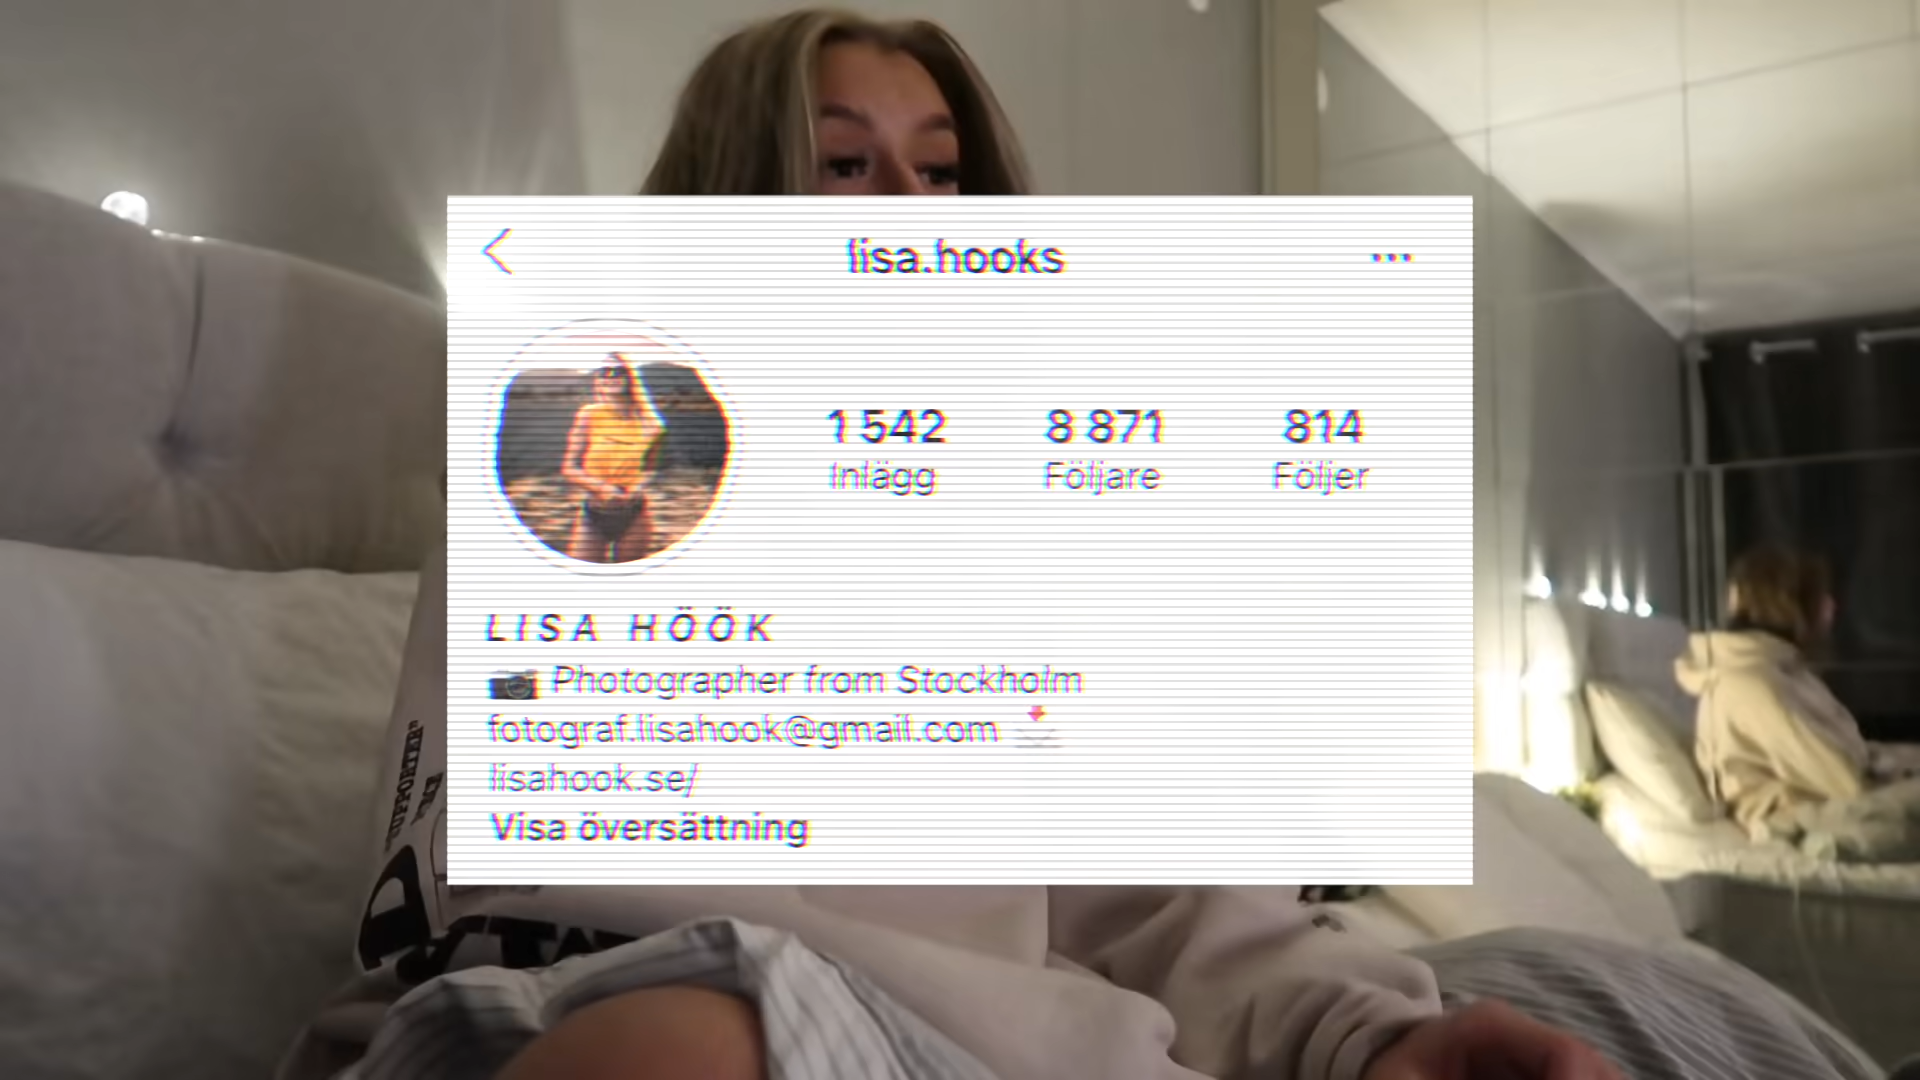 lisa.hooks
1 542 8 871 814
Inlägg Följare Följer
LISA HÖÖK
Photographer from Stockholm
fotograf.lisahook@gmail.com
lisahook.se/
Visa översättning
"SUPPORTER"